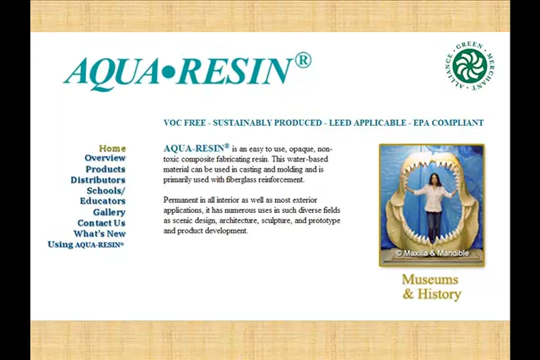 AQUA•RESIN®
ALLIANCE · GREEN · MERCHANT ·
VOC FREE - SUSTAINABLY PRODUCED - LEED APPLICABLE - EPA COMPLIANT
Home
Overview
Products
Distributors
Schools/
Educators
Gallery
Contact Us
What's New
Using AQUA-RESIN®
AQUA-RESIN® is an easy to use, opaque, non-
toxic composite fabricating resin. This water-based
material can be used in casting and molding and is
primarily used with fiberglass reinforcement.
Permanent in all interior as well as most exterior
applications, it has numerous uses in such diverse fields
as scenic design, architecture, sculpture, and prototype
and product development.
© Maxilla & Mandible
Museums
& History